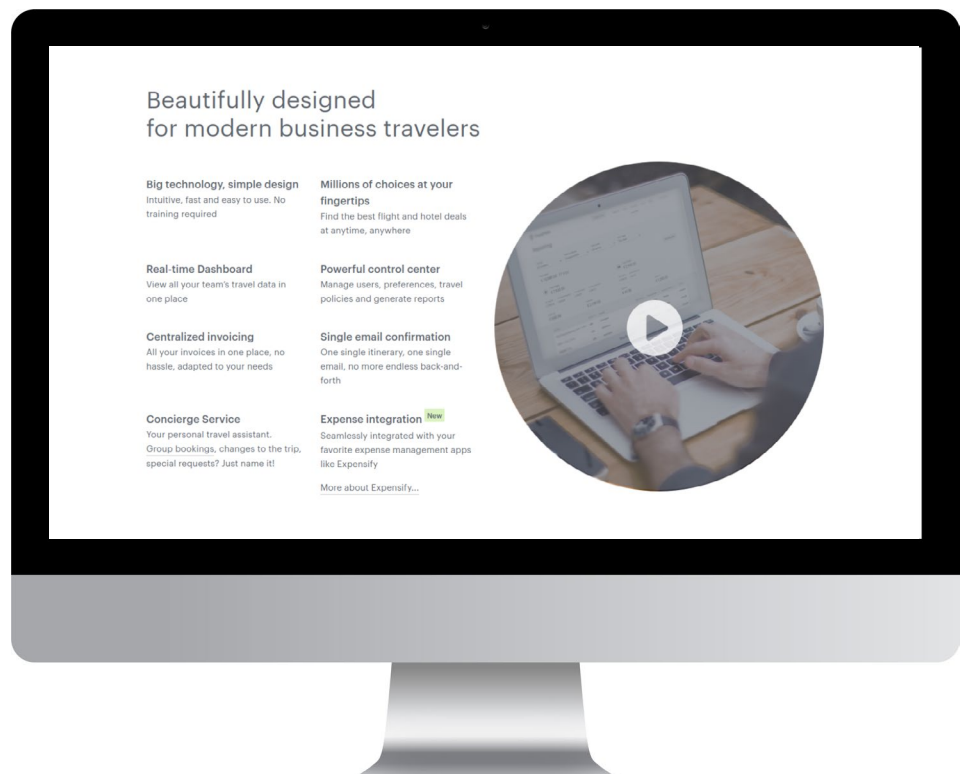 Beautifully designed
for modern business travelers
Big technology, simple design
Intuitive, fast and easy to use. No
training required
Millions of choices at your
fingertips
Find the best flight and hotel deals
at anytime, anywhere
Real-time Dashboard
View all your team's travel data in
one place
Powerful control center
Manage users, preferences, travel
policies and generate reports
Centralized invoicing
All your invoices in one place, no
hassle, adapted to your needs
Single email confirmation
One single itinerary, one single
email, no more endless back-and-
forth
Concierge Service
Your personal travel assistant.
Group bookings, changes to the trip,
special requests? Just name it!
Expense integration New
Seamlessly integrated with your
favorite expense management apps
like Expensify
More about Expensify...